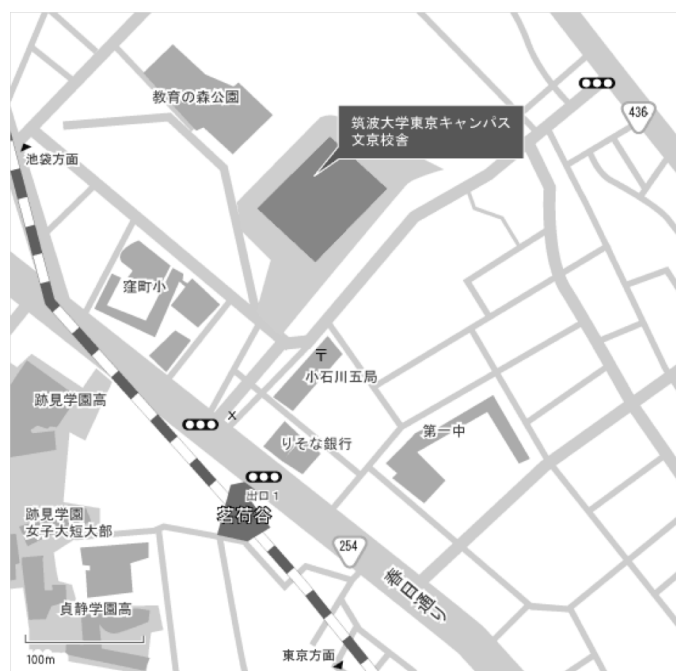 教育の森公園
筑波大学東京キャンパス
文京校舎
436
池袋方面
窪町小
〒
小石川五局
跡見学園高
x
りそな銀行
第一中
出口1
茗荷谷
跡見学園
女子大短大部
254
春日通り
貞静学園高
100m
東京方面